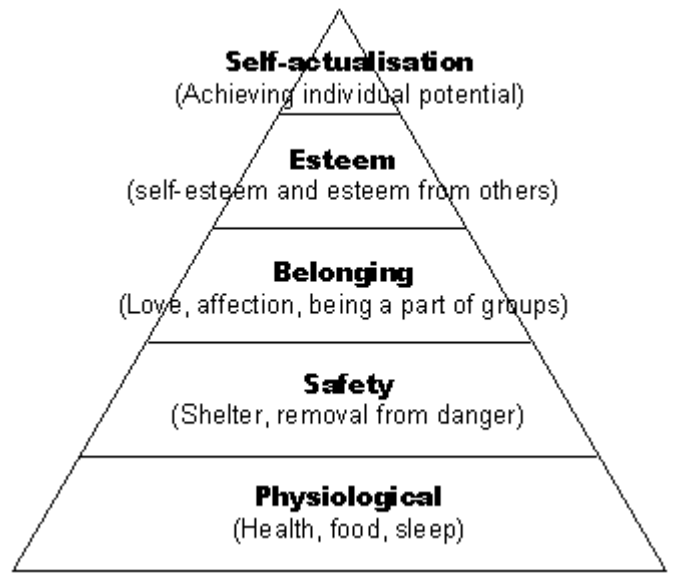 Self-actualisation
(Achieving individual potential)
Esteem
(self-esteem and esteem from others)
Belonging
(Love, affection, being a part of groups)
Safety
(Shelter, removal from danger)
Physiological
(Health, food, sleep)